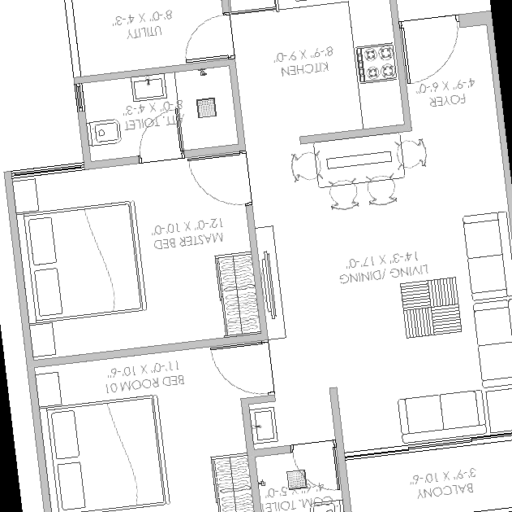 BALCONY
3'-9" X 10'-6"
COM. TOILET
X 5'-0"
BED ROOM 01
11'-0" X 10'-6"
LIVING /DINING
14'-3" X 17'-0"
MASTER BED
12'-0" X 10'-0"
FOYER
4'-9" X 6'-0"
KITCHEN
8'-9" X 9'-0"
ATT. TOILET
8'-0" X 4'-3"
UTILITY
8'-0" X 4'-3"